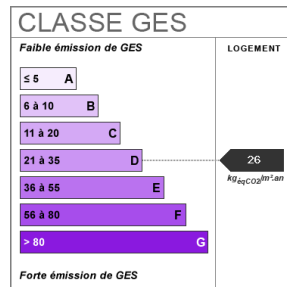 CLASSE GES
Faible émission de GES
LOGEMENT
≤ 5 A
6 à 10 B
11 à 20 C
21 à 35 D
26
kgéqCO2/m².an
36 à 55 E
56 à 80 F
> 80 G
Forte émission de GES